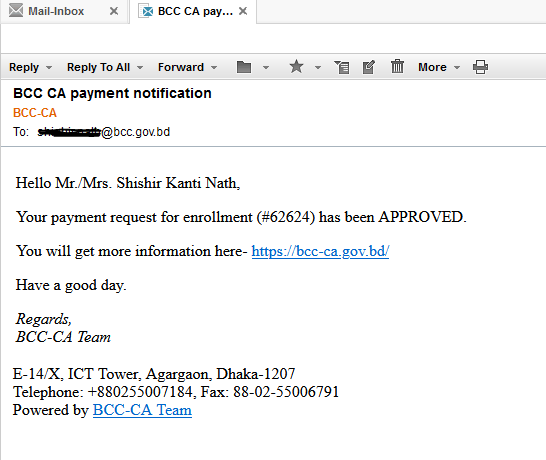 Mail-Inbox
BCC CA pay...
Reply Reply To All Forward More
BCC CA payment notification
BCC-CA
To: @bcc.gov.bd
Hello Mr./Mrs. Shishir Kanti Nath,
Your payment request for enrollment (#62624) has been APPROVED.
You will get more information here- https://bcc-ca.gov.bd/
Have a good day.
Regards,
BCC-CA Team
E-14/X, ICT Tower, Agargaon, Dhaka-1207
Telephone: +880255007184, Fax: 88-02-55006791
Powered by BCC-CA Team